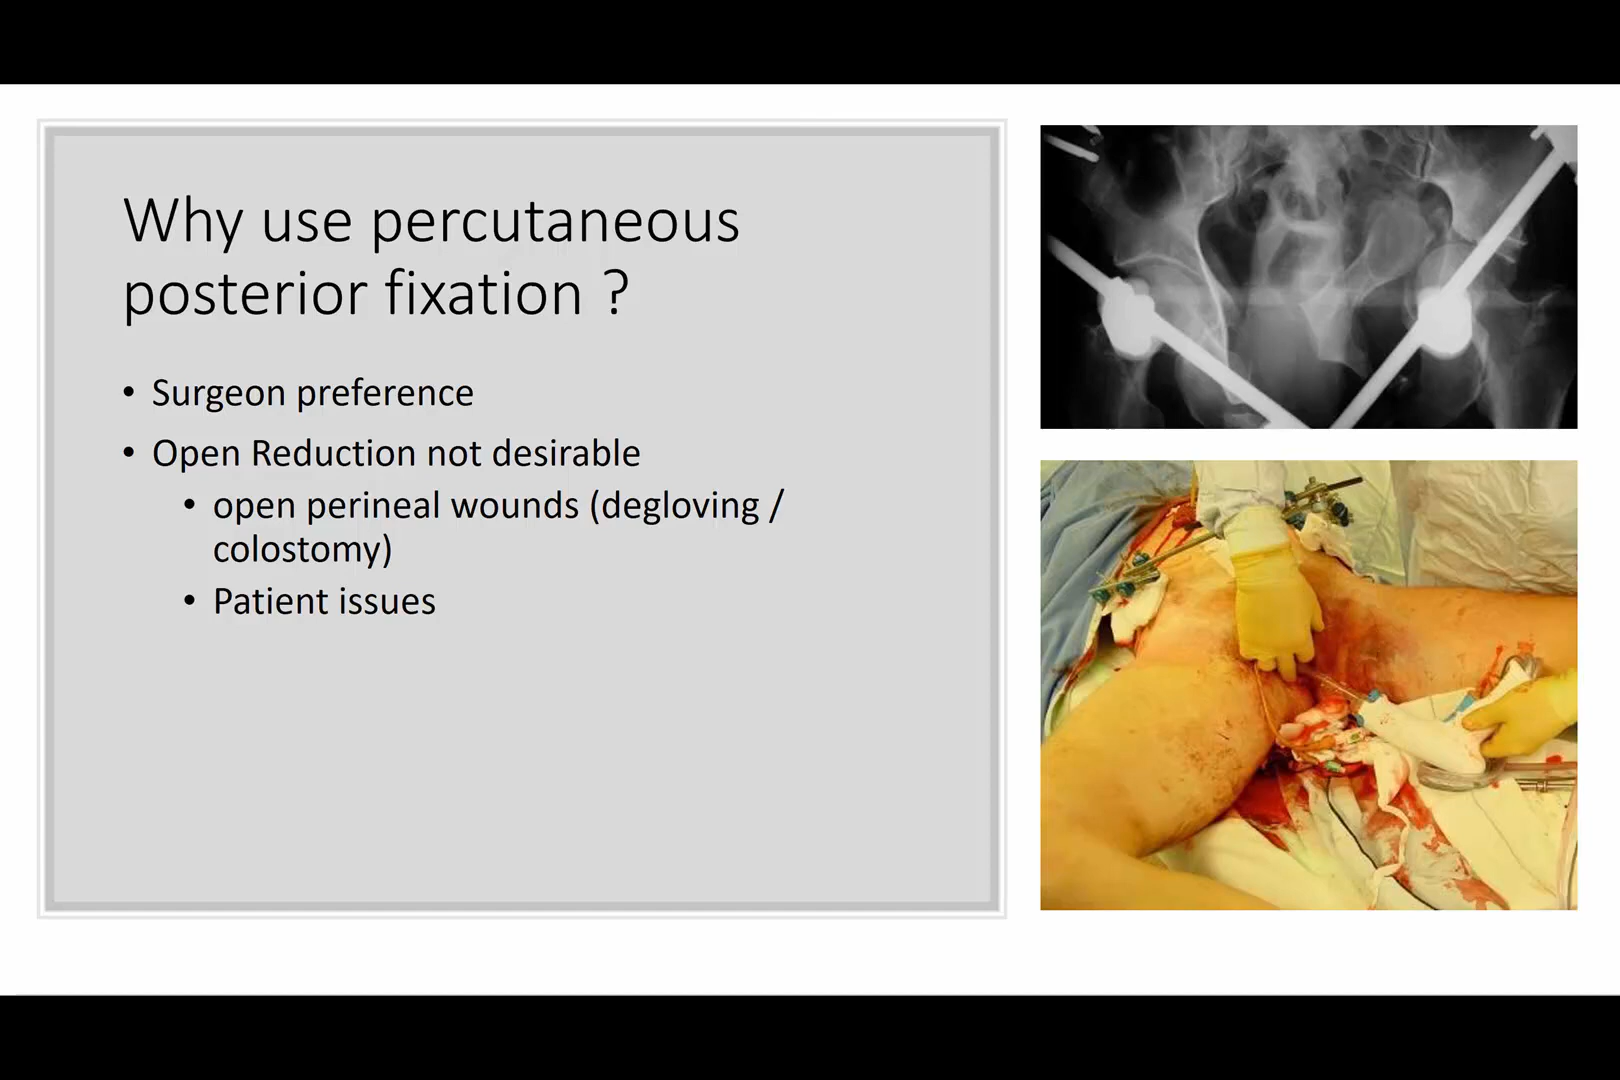 Why use percutaneous
posterior fixation ?
• Surgeon preference
• Open Reduction not desirable
• open perineal wounds (degloving /
colostomy)
• Patient issues